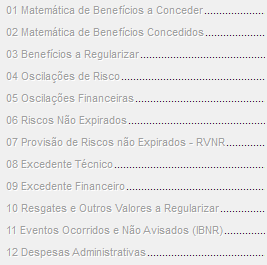 01 Matemática de Benefícios a Conceder....................
02 Matemática de Benefícios Concedidos....................
03 Benefícios a Regularizar........................................
04 Oscilações de Risco..............................................
05 Oscilações Financeiras..........................................
06 Riscos Não Expirados............................................
07 Provisão de Riscos não Expirados - RVNR.............
08 Excedente Técnico................................................
09 Excedente Financeiro.............................................
10 Resgates e Outros Valores a Regularizar...............
11 Eventos Ocorridos e Não Avisados (IBNR).............
12 Despesas Administrativas......................................